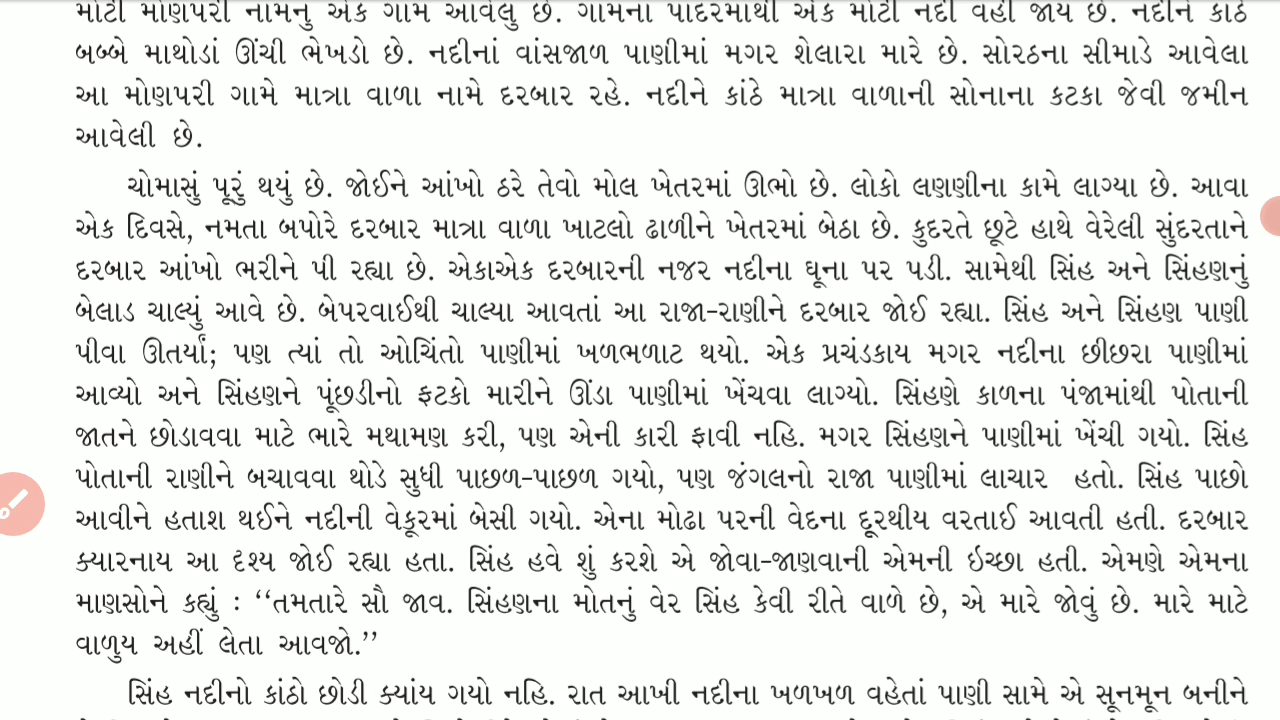 મોટી મોણપરી નામનું એક ગામ આવેલું છે. ગામના પાદરમાંથી એક મોટી નદી વહી જાય છે. નદીને કાંઠે
બબ્બે માથોડાં ઊંચી ભેખડો છે. નદીનાં વાંસજાળ પાણીમાં મગર શેલારા મારે છે. સોરઠના સીમાડે આવેલા
આ મોણપરી ગામે માત્રા વાળા નામે દરબાર રહે. નદીને કાંઠે માત્રા વાળાની સોનાના કટકા જેવી જમીન
આવેલી છે.
ચોમાસું પૂરું થયું છે. જોઈને આંખો ઠરે તેવો મોલ ખેતરમાં ઊભો છે. લોકો લણણીના કામે લાગ્યા છે. આવા
એક દિવસે, નમતા બપોરે દરબાર માત્રા વાળા ખાટલો ઢાળીને ખેતરમાં બેઠા છે. કુદરતે છૂટે હાથે વેરેલી સુંદરતાને
દરબાર આંખો ભરીને પી રહ્યા છે. એકાએક દરબારની નજર નદીના ઘૂના પર પડી. સામેથી સિંહ અને સિંહણનું
બેલાડ ચાલ્યું આવે છે. બેપરવાઈથી ચાલ્યા આવતાં આ રાજા-રાણીને દરબાર જોઈ રહ્યા. સિંહ અને સિંહણ પાણી
પીવા ઊતર્યાં; પણ ત્યાં તો ઓચિંતો પાણીમાં ખળભળાટ થયો. એક પ્રચંડકાય મગર નદીના છીછરા પાણીમાં
આવ્યો અને સિંહણને પૂંછડીનો ફટકો મારીને ઊંડા પાણીમાં ખેંચવા લાગ્યો. સિંહણે કાળના પંજામાંથી પોતાની
જાતને છોડાવવા માટે ભારે મથામણ કરી, પણ એની કારી ફાવી નહિ. મગર સિંહણને પાણીમાં ખેંચી ગયો. સિંહ
પોતાની રાણીને બચાવવા થોડે સુધી પાછળ-પાછળ ગયો, પણ જંગલનો રાજા પાણીમાં લાચાર હતો. સિંહ પાછો
આવીને હતાશ થઈને નદીની વેકૂરમાં બેસી ગયો. એના મોઢા પરની વેદના દૂરથીય વરતાઈ આવતી હતી. દરબાર
ક્યારનાય આ દૃશ્ય જોઈ રહ્યા હતા. સિંહ હવે શું કરશે એ જોવા-જાણવાની એમની ઇચ્છા હતી. એમણે એમના
માણસોને કહ્યું : ‘‘તમતારે સૌ જાવ. સિંહણના મોતનું વેર સિંહ કેવી રીતે વાળે છે, એ મારે જોવું છે. મારે માટે
વાળુય અહીં લેતા આવજો.’’
સિંહ નદીનો કાંઠો છોડી ક્યાંય ગયો નહિ. રાત આખી નદીના ખળખળ વહેતાં પાણી સામે એ સૂનમૂન બનીને